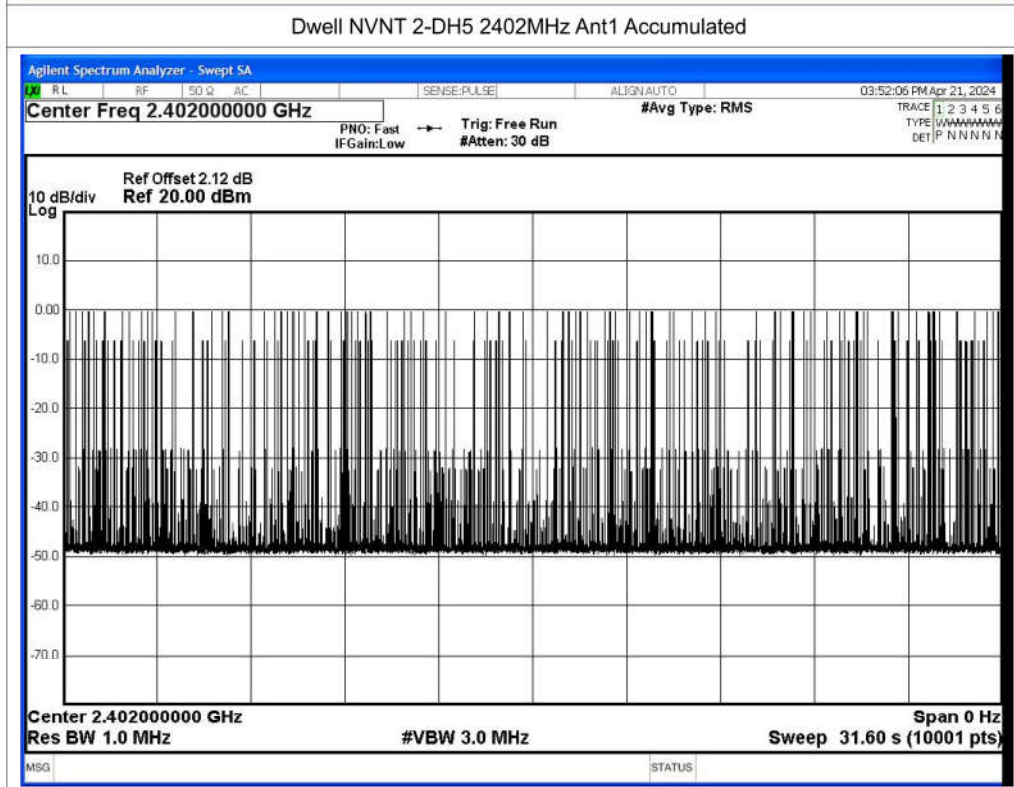 Dwell NVNT 2-DH5 2402MHz Ant1 Accumulated
Agilent Spectrum Analyzer - Swept SA
LXI RL RF 50 Ω AC SENSE:PULSE ALIGNAUTO 03:52:06 PM Apr 21, 2024
Center Freq 2.402000000 GHz #Avg Type: RMS TRACE 1 2 3 4 5 6
PNO: Fast Trig: Free Run TYPE WWWWWW
IFGain:Low #Atten: 30 dB DET P N N N N N
Ref Offset 2.12 dB
10 dB/div Ref 20.00 dBm
Log
10.0
0.00
-10.0
-20.0
-30.0
-40.0
-50.0
-60.0
-70.0
Center 2.402000000 GHz Span 0 Hz
Res BW 1.0 MHz #VBW 3.0 MHz Sweep 31.60 s (10001 pts)
MSG STATUS